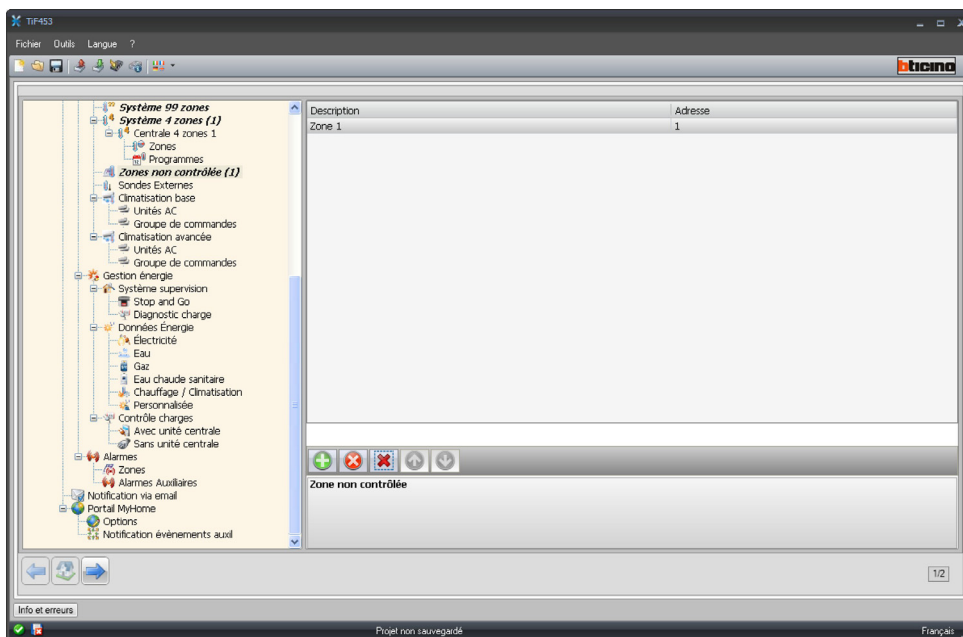 TiF453
Fichier Outils Langue ?
bticino
Système 99 zones
Système 4 zones (1)
Centrale 4 zones 1
Zones
Programmes
Zones non contrôlée (1)
Sondes Externes
Climatisation base
Unités AC
Groupe de commandes
Climatisation avancée
Unités AC
Groupe de commandes
Gestion énergie
Système supervision
Stop and Go
Diagnostic charge
Données Énergie
Électricité
Eau
Gaz
Eau chaude sanitaire
Chauffage / Climatisation
Personnalisée
Contrôle charges
Avec unité centrale
Sans unité centrale
Alarmes
Zones
Alarmes Auxiliaires
Notification via email
Portail MyHome
Options
Notification évènements auxil
Description Adresse
Zone 1 1
Zone non contrôlée
1/2
Info et erreurs
Projet non sauvegardé Français